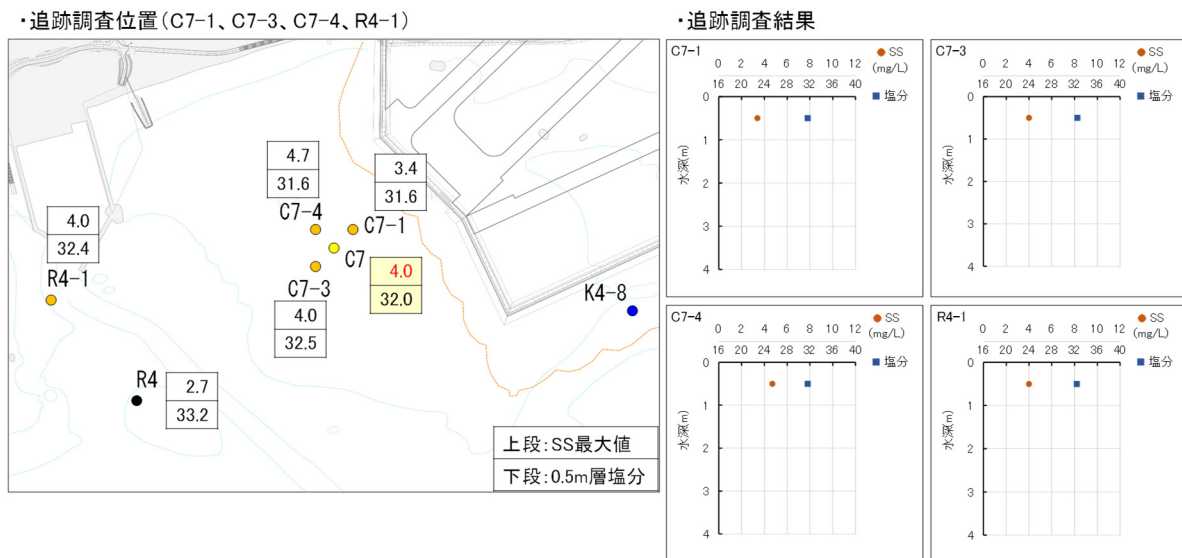 ・追跡調査位置(C7-1、C7-3、C7-4、R4-1)
4.7
31.6
C7-4
3.4
31.6
C7-1
4.0
32.4
R4-1
C7
4.0
32.0
C7-3
4.0
32.5
K4-8
R4
2.7
33.2
上段:SS最大値
下段:0.5m層塩分
・追跡調査結果
C7-1
0 2 4 6 8 10 12
16 20 24 28 32 36 40
SS
(mg/L)
塩分
水深(m)
0
1
2
3
4
C7-3
0 2 4 6 8 10 12
16 20 24 28 32 36 40
SS
(mg/L)
塩分
水深(m)
0
1
2
3
4
C7-4
0 2 4 6 8 10 12
16 20 24 28 32 36 40
SS
(mg/L)
塩分
水深(m)
0
1
2
3
4
R4-1
0 2 4 6 8 10 12
16 20 24 28 32 36 40
SS
(mg/L)
塩分
水深(m)
0
1
2
3
4